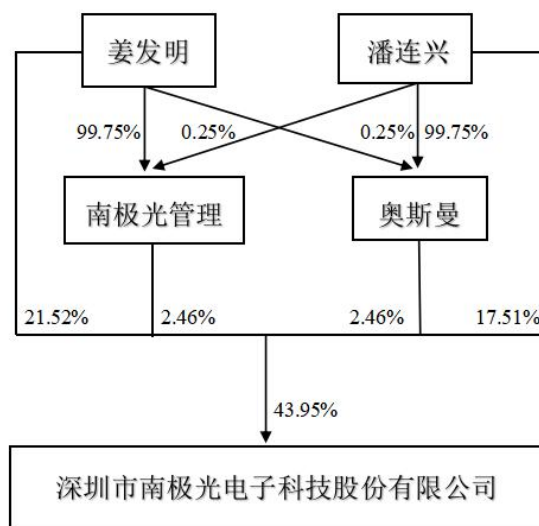 姜发明
潘连兴
99.75%
0.25%
0.25%
99.75%
南极光管理
奥斯曼
21.52%
2.46%
2.46%
17.51%
43.95%
深圳市南极光电子科技股份有限公司